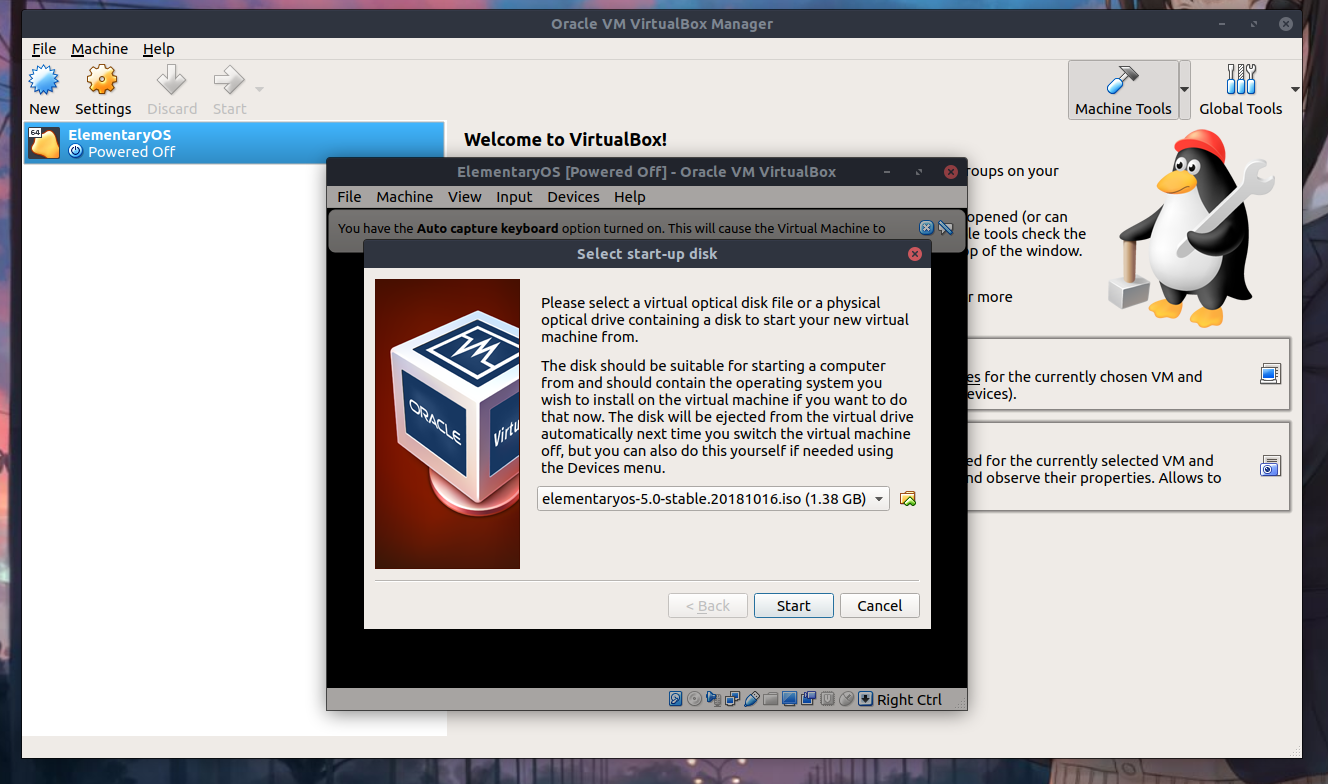 Oracle VM VirtualBox Manager
File Machine Help
New Settings Discard Start
Machine Tools Global Tools
64
ElementaryOS
Powered Off
Welcome to VirtualBox!
roups on your
opened (or can
le tools check the
op of the window.
r more
es for the currently chosen VM and
evices).
ed for the currently selected VM and
nd observe their properties. Allows to
ElementaryOS [Powered Off] - Oracle VM VirtualBox
File Machine View Input Devices Help
You have the Auto capture keyboard option turned on. This will cause the Virtual Machine to
Select start-up disk
ORACLE
Virtu
Please select a virtual optical disk file or a physical
optical drive containing a disk to start your new virtual
machine from.
The disk should be suitable for starting a computer
from and should contain the operating system you
wish to install on the virtual machine if you want to do
that now. The disk will be ejected from the virtual drive
automatically next time you switch the virtual machine
off, but you can also do this yourself if needed using
the Devices menu.
elementaryos-5.0-stable.20181016.iso (1.38 GB)
< Back Start Cancel
Right Ctrl